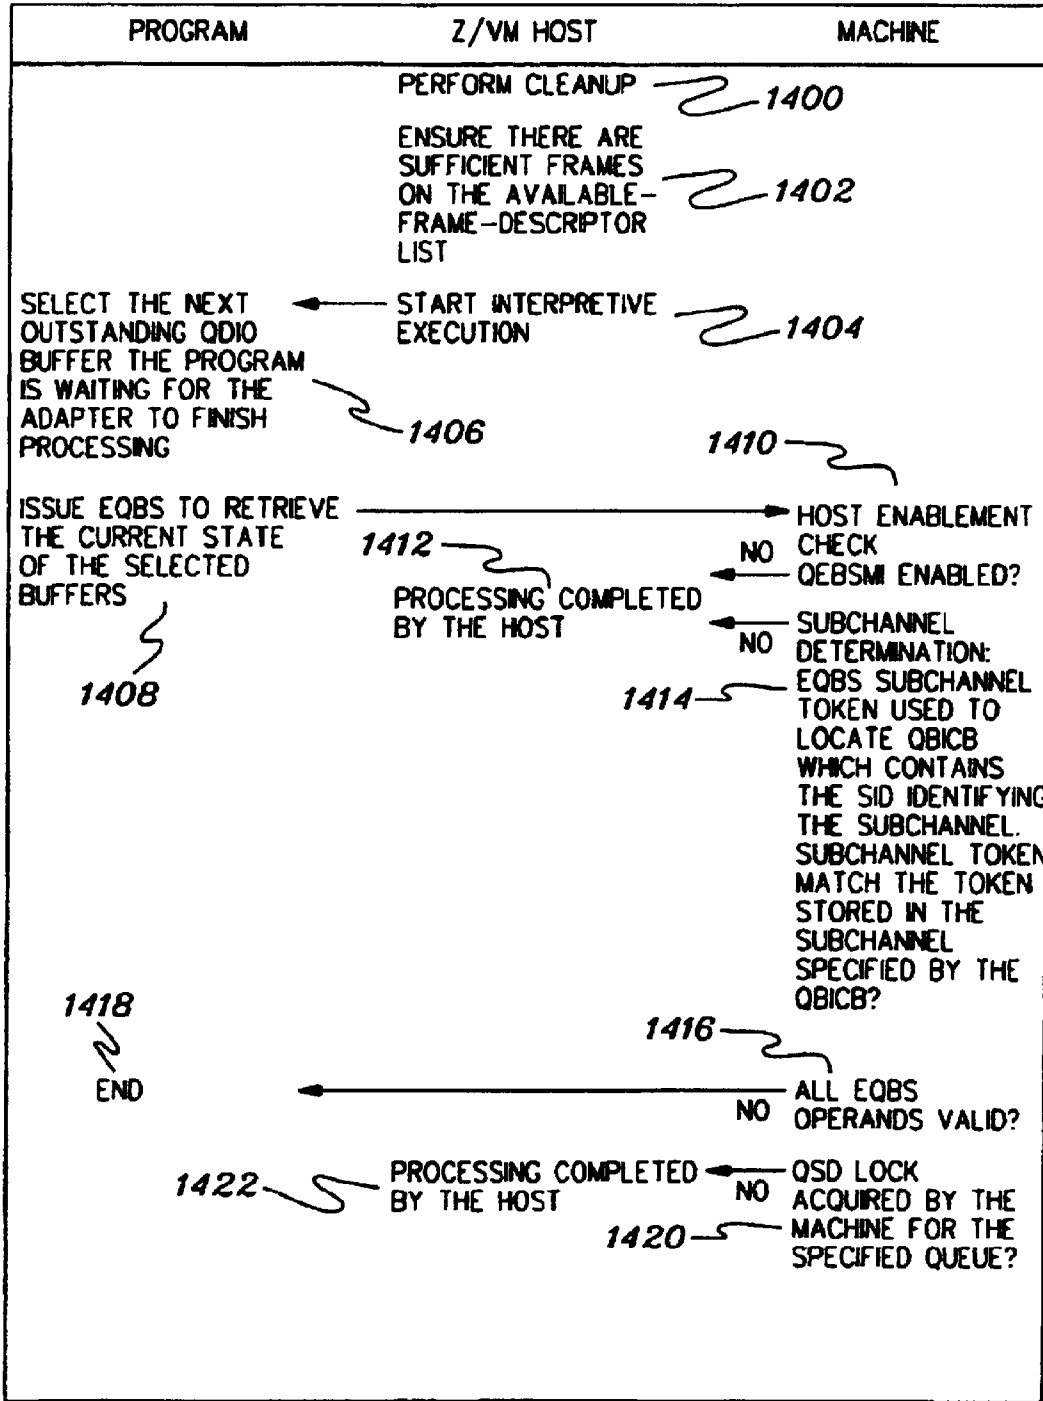 PROGRAM Z/VM HOST MACHINE
PERFORM CLEANUP
1400
ENSURE THERE ARE
SUFFICIENT FRAMES
ON THE AVAILABLE-
FRAME-DESCRIPTOR
LIST
1402
START INTERPRETIVE
EXECUTION
1404
SELECT THE NEXT
OUTSTANDING QDIO
BUFFER THE PROGRAM
IS WAITING FOR THE
ADAPTER TO FINISH
PROCESSING
1406
ISSUE EQBS TO RETRIEVE
THE CURRENT STATE
OF THE SELECTED
BUFFERS
1408
1410
HOST ENABLEMENT
CHECK
QEBSMI ENABLED?
NO
1412
PROCESSING COMPLETED
BY THE HOST
SUBCHANNEL
DETERMINATION:
EQBS SUBCHANNEL
TOKEN USED TO
LOCATE QBICB
WHICH CONTAINS
THE SID IDENTIFYING
THE SUBCHANNEL.
SUBCHANNEL TOKEN
MATCH THE TOKEN
STORED IN THE
SUBCHANNEL
SPECIFIED BY THE
QBICB?
NO
1414
1416
ALL EQBS
OPERANDS VALID?
NO
1418
END
QSD LOCK
ACQUIRED BY THE
MACHINE FOR THE
SPECIFIED QUEUE?
NO
1420
PROCESSING COMPLETED
BY THE HOST
1422